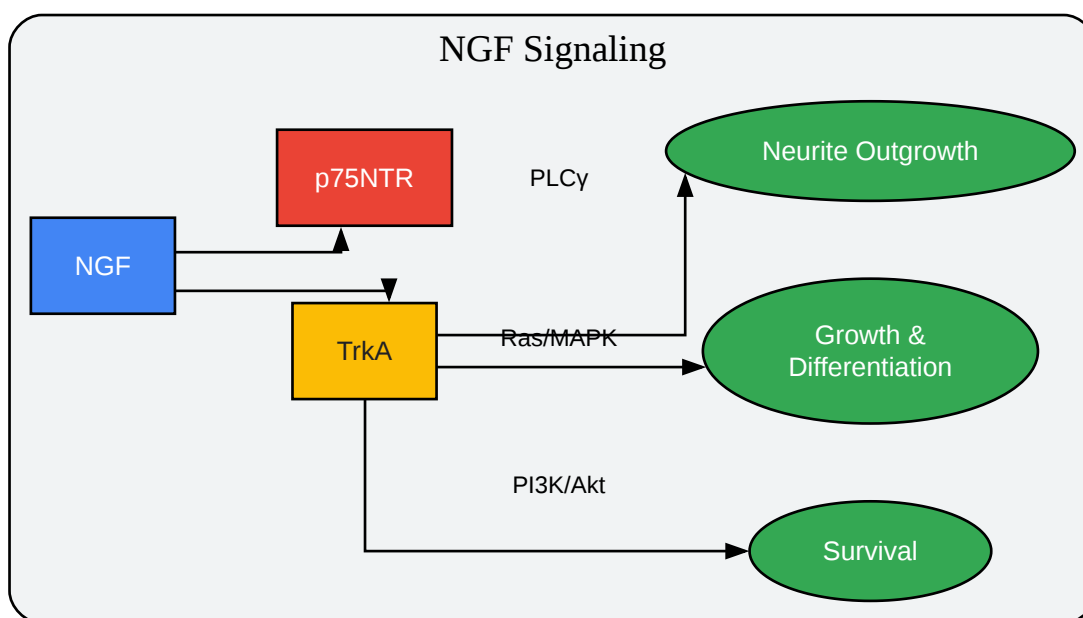 NGF Signaling
p75NTR
PLCγ
Neurite Outgrowth
NGF
TrkA
Ras/MAPK
Growth &
Differentiation
PI3K/Akt
Survival